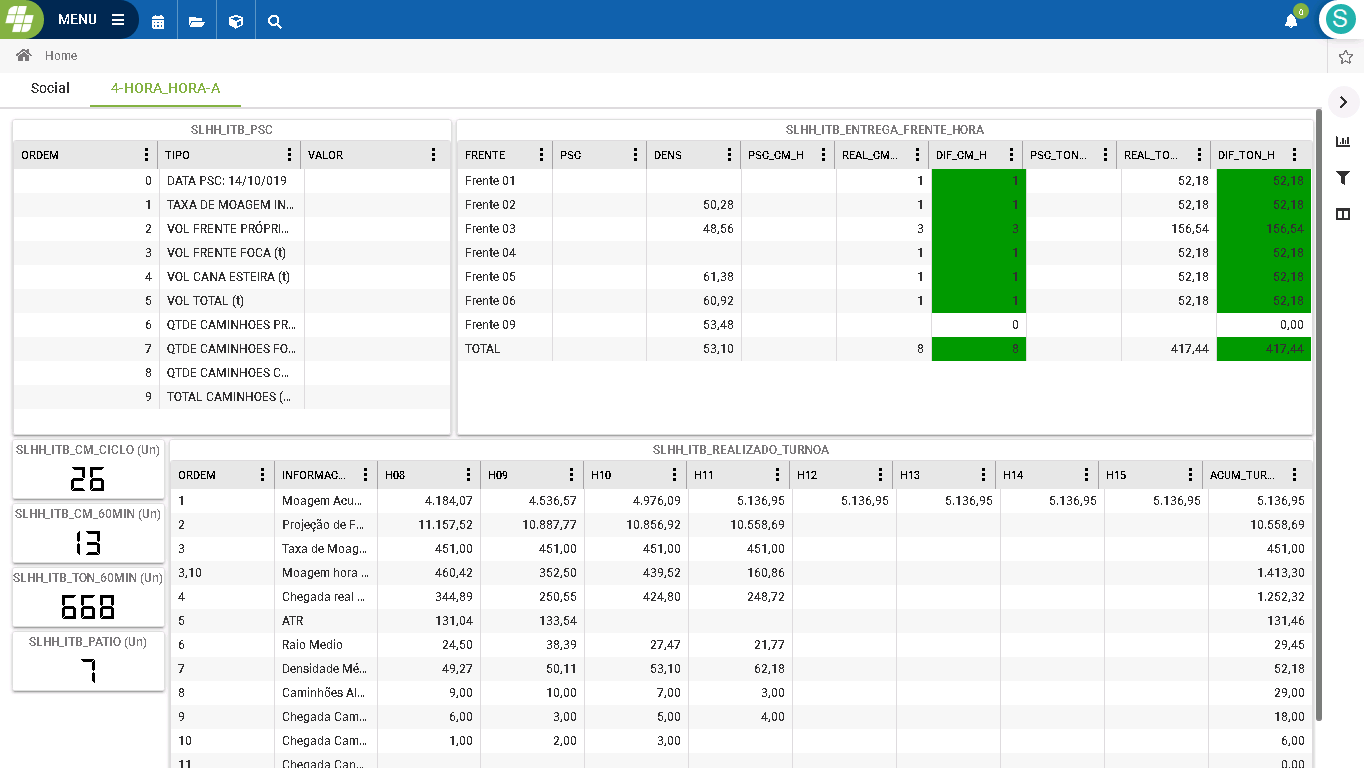 MENU
0
S
Home
Social 4-HORA_HORA-A
SLHH_ITB_PSC
ORDEM TIPO VALOR
0 DATA PSC: 14/10/019
1 TAXA DE MOAGEM IN...
2 VOL FRENTE PRÓPRI...
3 VOL FRENTE FOCA (t)
4 VOL CANA ESTEIRA (t)
5 VOL TOTAL (t)
6 QTDE CAMINHOES PR...
7 QTDE CAMINHOES FO...
8 QTDE CAMINHOES C...
9 TOTAL CAMINHOES (...
SLHH_ITB_ENTREGA_FRENTE_HORA
FRENTE PSC DENS PSC_CM_H REAL_CM... DIF_CM_H PSC_TON... REAL_TO... DIF_TON_H
Frente 01 1 1 52,18 52,18
Frente 02 50,28 1 1 52,18 52,18
Frente 03 48,56 3 3 156,54 156,54
Frente 04 1 1 52,18 52,18
Frente 05 61,38 1 1 52,18 52,18
Frente 06 60,92 1 1 52,18 52,18
Frente 09 53,48 0 0,00
TOTAL 53,10 8 8 417,44 417,44
SLHH_ITB_CM_CICLO (Un)
26
SLHH_ITB_CM_60MIN (Un)
13
SLHH_ITB_TON_60MIN (Un)
668
SLHH_ITB_PATIO (Un)
7
SLHH_ITB_REALIZADO_TURNOA
ORDEM INFORMAC... H08 H09 H10 H11 H12 H13 H14 H15 ACUM_TUR...
1 Moagem Acu... 4.184,07 4.536,57 4.976,09 5.136,95 5.136,95 5.136,95 5.136,95 5.136,95 5.136,95
2 Projeção de F... 11.157,52 10.887,77 10.856,92 10.558,69 10.558,69
3 Taxa de Moag... 451,00 451,00 451,00 451,00 451,00
3,10 Moagem hora ... 460,42 352,50 439,52 160,86 1.413,30
4 Chegada real ... 344,89 250,55 424,80 248,72 1.252,32
5 ATR 131,04 133,54 131,46
6 Raio Medio 24,50 38,39 27,47 21,77 29,45
7 Densidade Mé... 49,27 50,11 53,10 62,18 52,18
8 Caminhões Al... 9,00 10,00 7,00 3,00 29,00
9 Chegada Cam... 6,00 3,00 5,00 4,00 18,00
10 Chegada Cam... 1,00 2,00 3,00 6,00
11 Chegada Can... 0,00